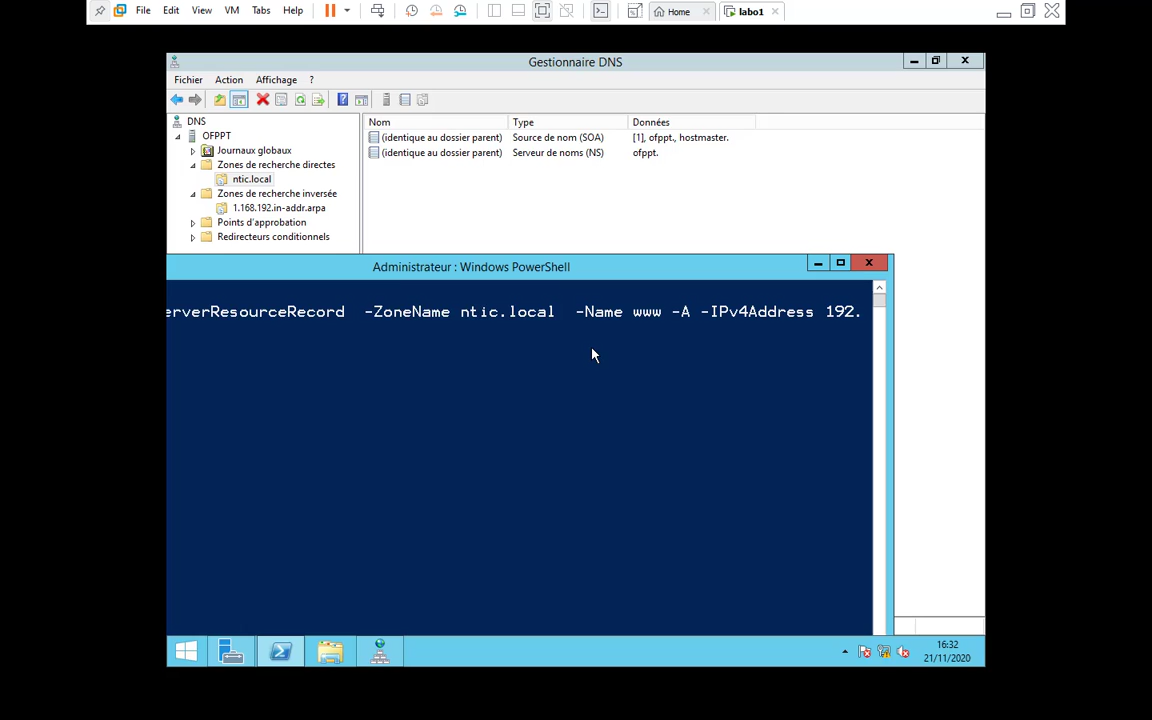 File Edit View VM Tabs Help Home labo1
Gestionnaire DNS
Fichier Action Affichage ?
DNS
OFPPT
Journaux globaux
Zones de recherche directes
ntic.local
Zones de recherche inversée
1.168.192.in-addr.arpa
Points d'approbation
Redirecteurs conditionnels
Nom Type Données
(identique au dossier parent) Source de nom (SOA) [1], ofppt., hostmaster.
(identique au dossier parent) Serveur de noms (NS) ofppt.
Administrateur : Windows PowerShell
erverResourceRecord -ZoneName ntic.local -Name www -A -IPv4Address 192.
16:32
21/11/2020